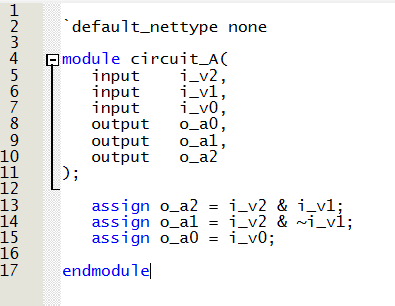 1
2 `default_nettype none
3
4 module circuit_A(
5 input i_v2,
6 input i_v1,
7 input i_v0,
8 output o_a0,
9 output o_a1,
10 output o_a2
11 );
12
13 assign o_a2 = i_v2 & i_v1;
14 assign o_a1 = i_v2 & ~i_v1;
15 assign o_a0 = i_v0;
16
17 endmodule